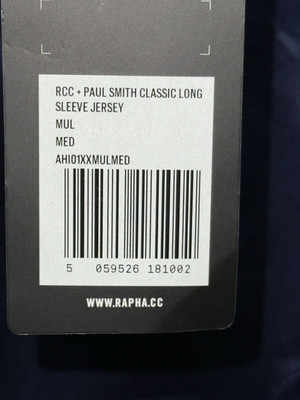 RCC + PAUL SMITH CLASSIC LONG
SLEEVE JERSEY
MUL
MED
AHI01XXMULMED
5 059526 181002
WWW.RAPHA.CC